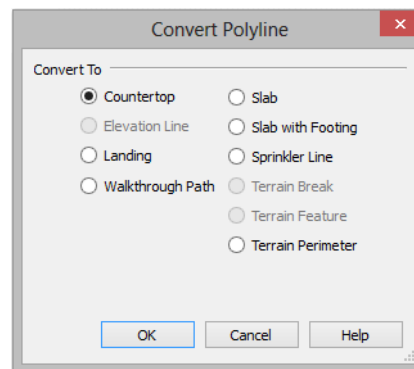 Convert Polyline
Convert To
Countertop
Elevation Line
Landing
Walkthrough Path
Slab
Slab with Footing
Sprinkler Line
Terrain Break
Terrain Feature
Terrain Perimeter
OK
Cancel
Help